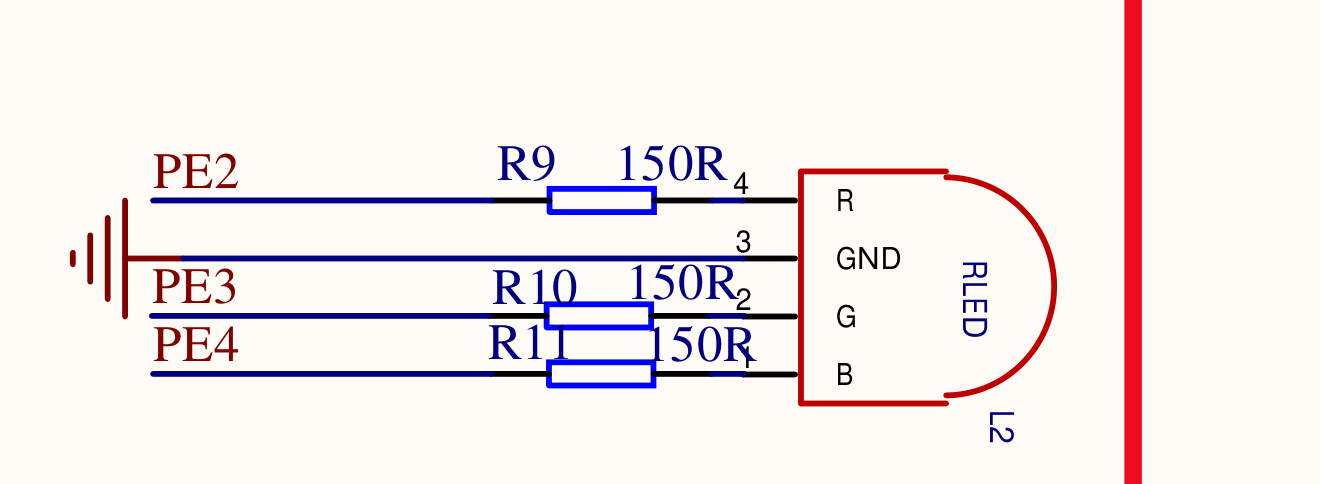 PE2 R9 150R 4 R
3 GND
PE3 R10 150R 2 G
PE4 R11 150R 1 B
RLED
L2